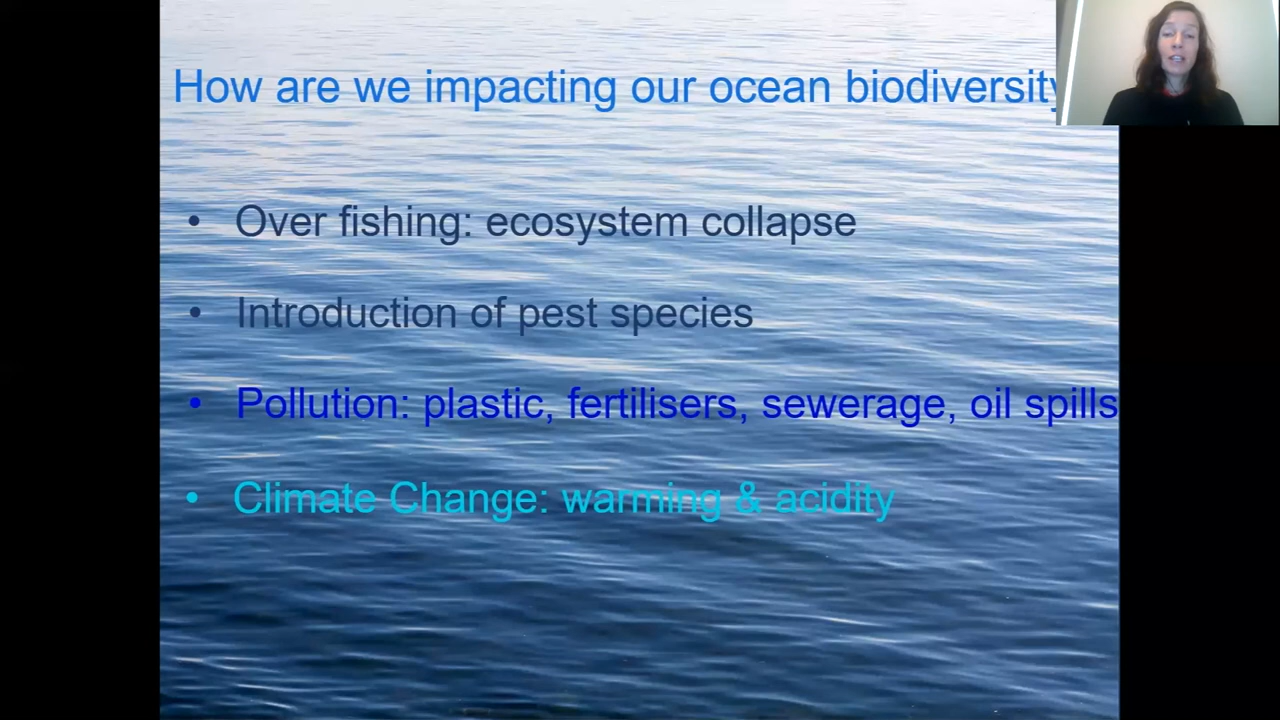 How are we impacting our ocean biodiversity
• Over fishing: ecosystem collapse
• Introduction of pest species
• Pollution: plastic, fertilisers, sewerage, oil spills
• Climate Change: warming & acidity